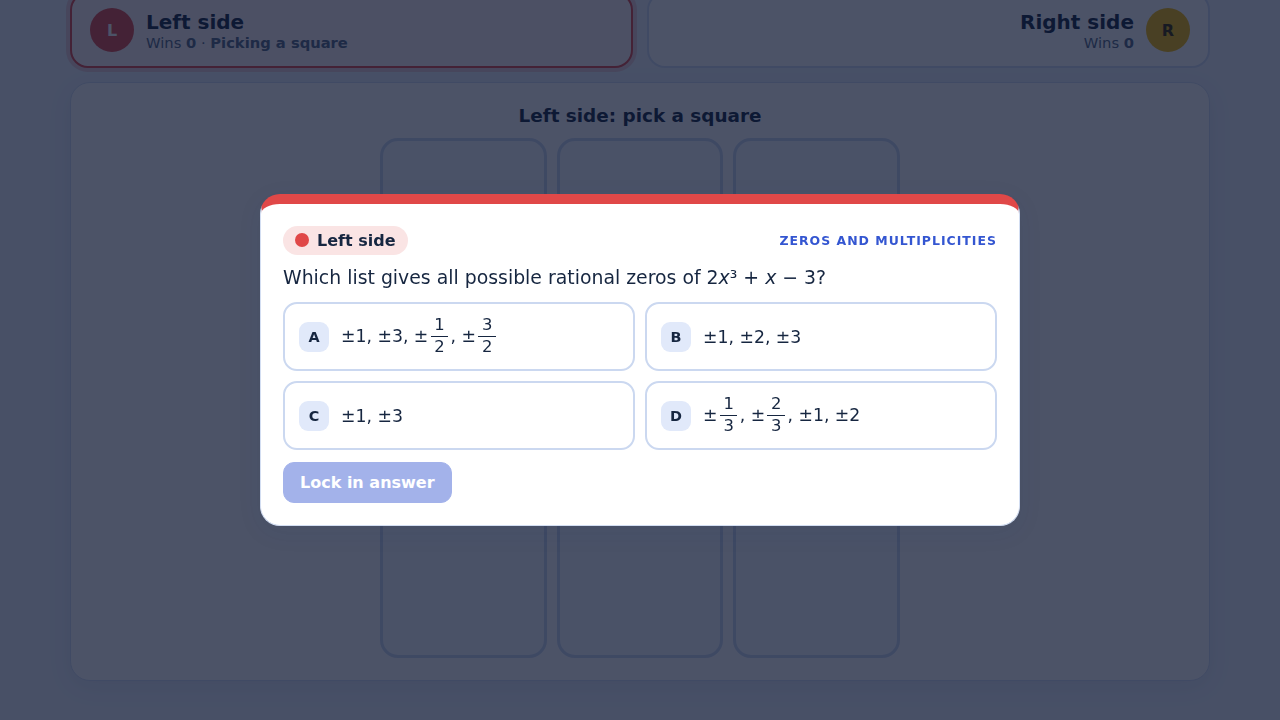 L
Left side
Wins 0 · Picking a square
Right side
Wins 0
R
Left side: pick a square
Left side
ZEROS AND MULTIPLICITIES
Which list gives all possible rational zeros of 2x³ + x − 3?
A ±1, ±3, ±1/2, ±3/2
B ±1, ±2, ±3
C ±1, ±3
D ±1/3, ±2/3, ±1, ±2
Lock in answer